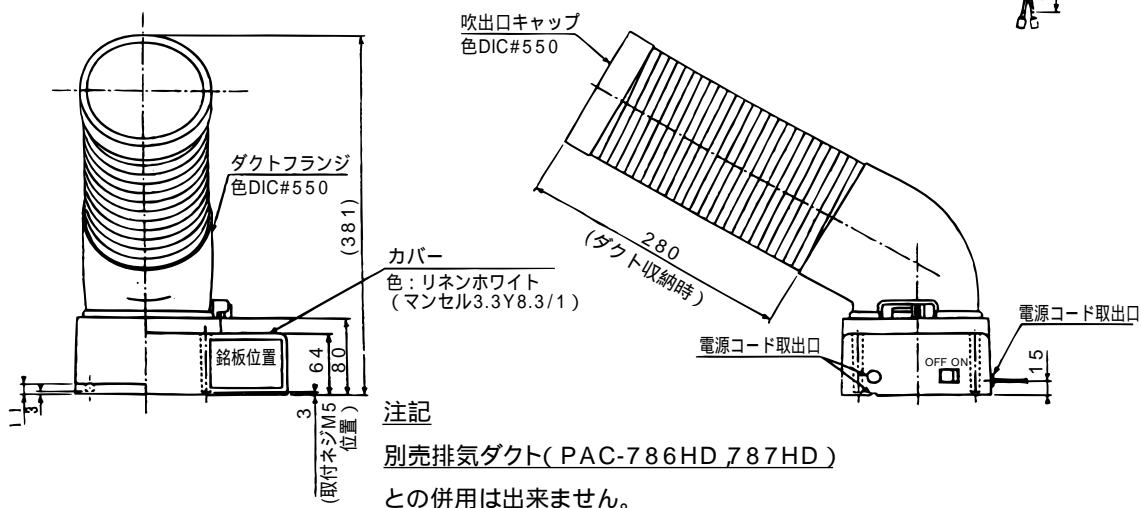 吹出口キャップ
色DIC#550
ダクトフランジ
色DIC#550
(381)
カバー
色：リネンホワイト
（マンセル3.3Y8.3/1）
280
(ダクト収納時)
電源コード取出口
電源コード取出口
OFF ON
15
銘板位置
64
80
11
3
3
(取付ネジM5
位置)
注記
別売排気ダクト(PAC-786HD,787HD)
との併用は出来ません。